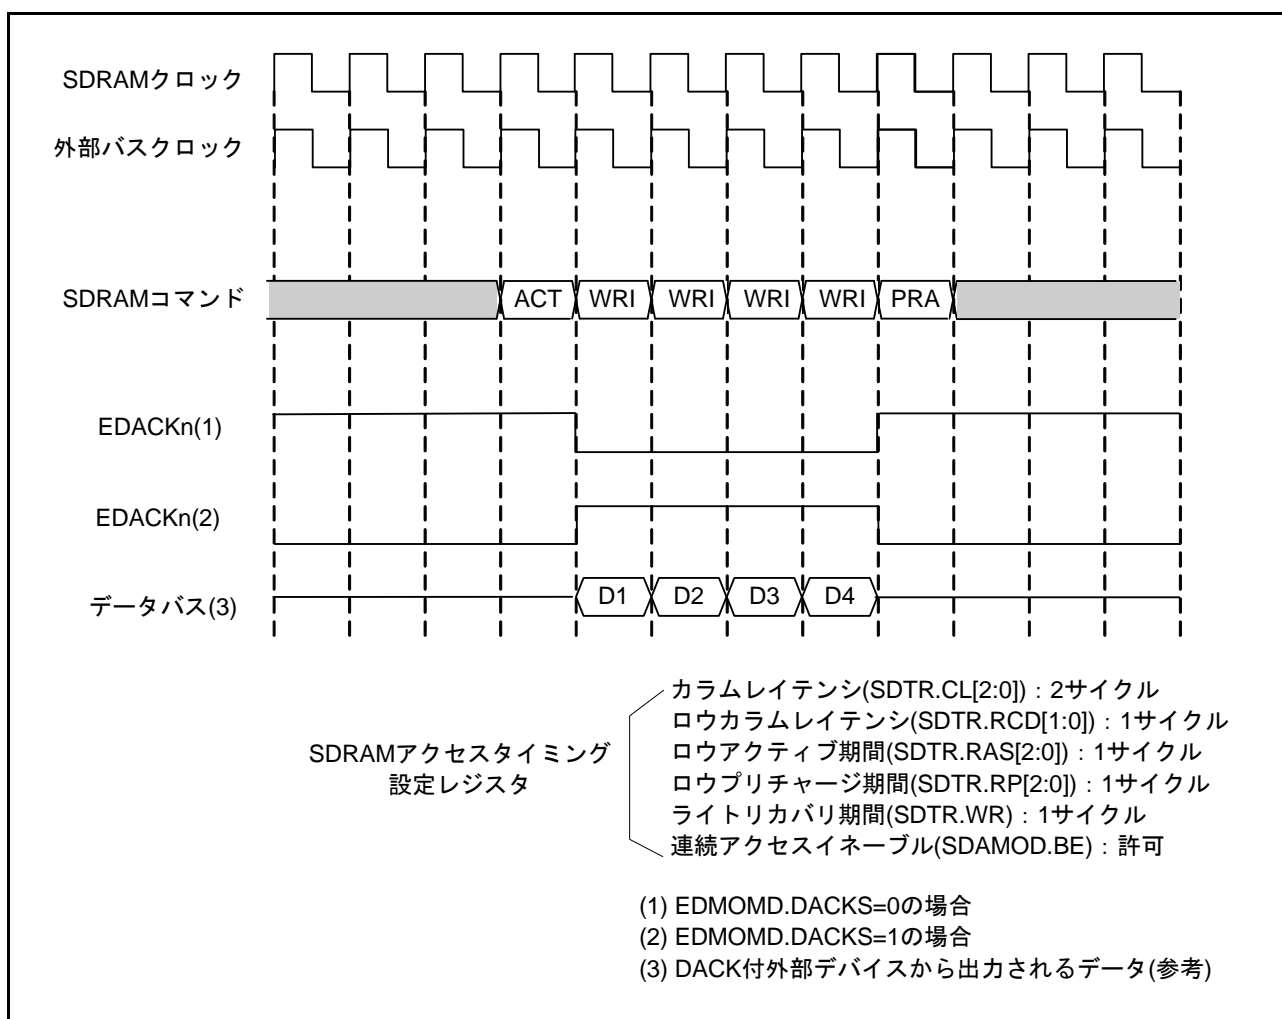 SDRAMクロック
外部バスクロック
SDRAMコマンド ACT WRI WRI WRI WRI PRA
EDACKn(1)
EDACKn(2)
データバス(3) D1 D2 D3 D4
SDRAMアクセスタイミング
設定レジスタ
カラムレイテンシ(SDTR.CL[2:0])：2サイクル
ロウカラムレイテンシ(SDTR.RCD[1:0])：1サイクル
ロウアクティブ期間(SDTR.RAS[2:0])：1サイクル
ロウプリチャージ期間(SDTR.RP[2:0])：1サイクル
ライトリカバリ期間(SDTR.WR)：1サイクル
連続アクセスイネーブル(SDAMOD.BE)：許可
(1) EDMOMD.DACKS=0の場合
(2) EDMOMD.DACKS=1の場合
(3) DACK付外部デバイスから出力されるデータ(参考)